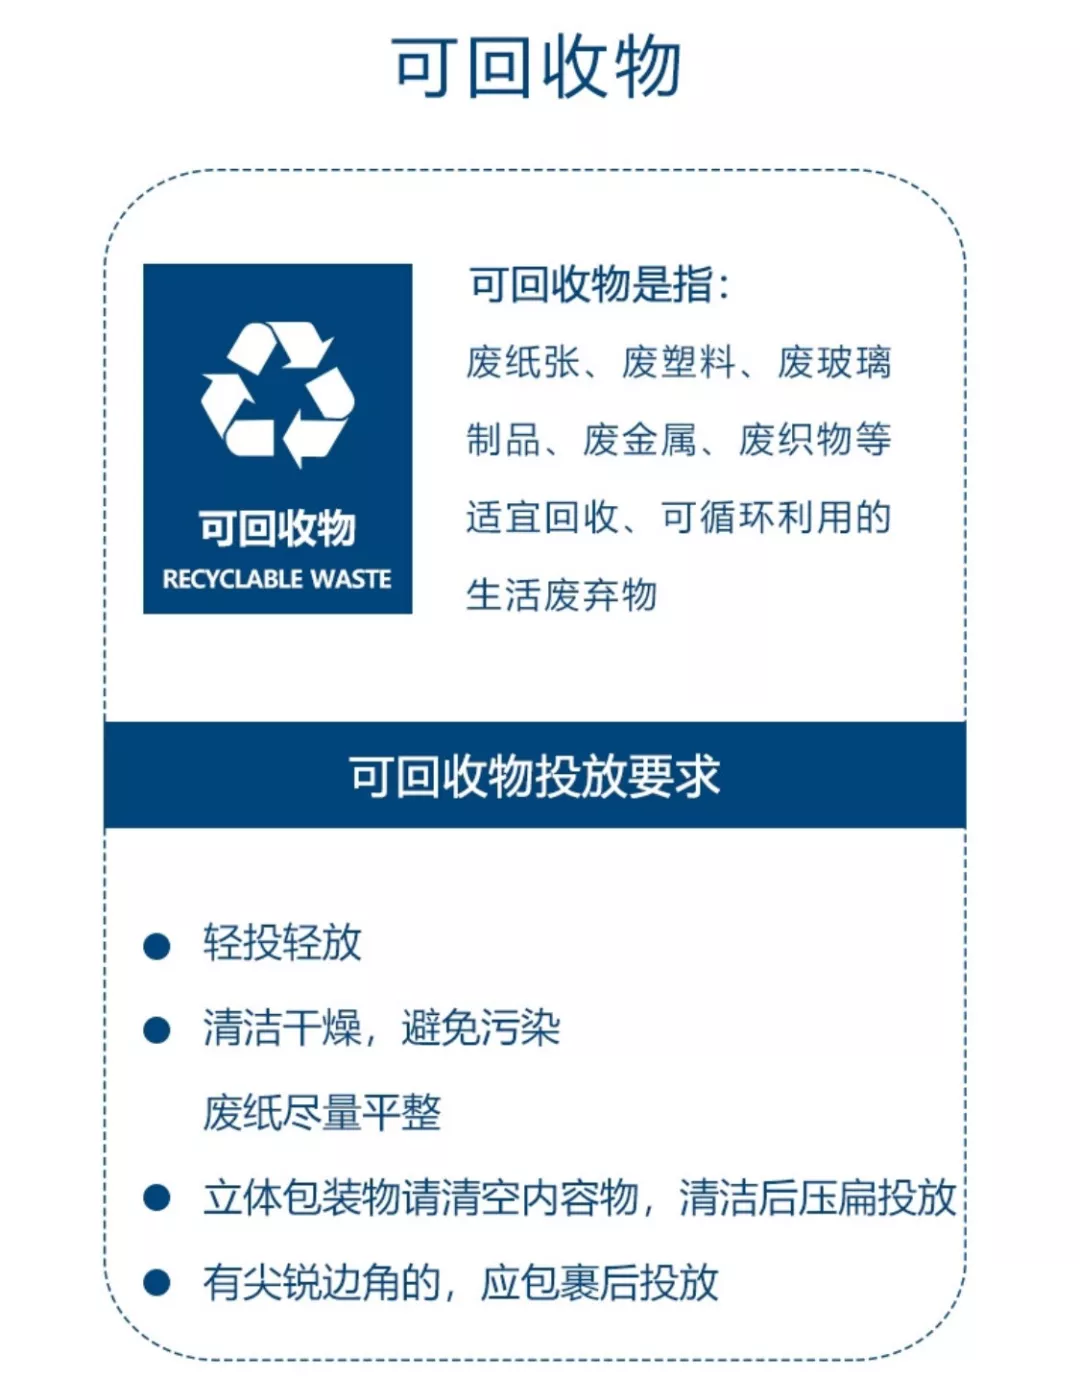 可回收物
可回收物
RECYCLABLE WASTE
可回收物是指：
废纸张、废塑料、废玻璃
制品、废金属、废织物等
适宜回收、可循环利用的
生活废弃物
可回收物投放要求
轻投轻放
清洁干燥，避免污染
废纸尽量平整
立体包装物请清空内容物，清洁后压扁投放
有尖锐边角的，应包裹后投放